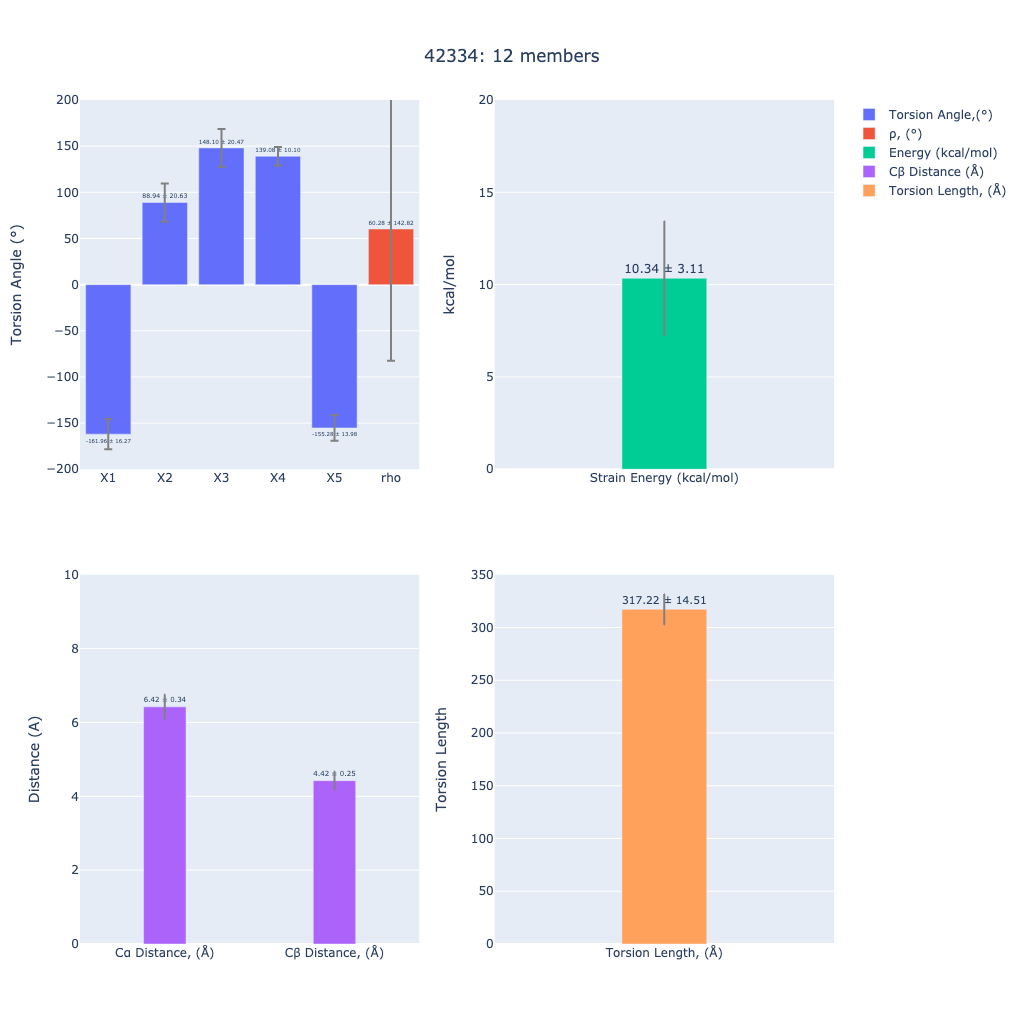 42334: 12 members
Torsion Angle (°)
200
150
100
50
0
−50
−100
−150
−200
-161.96 ± 16.27
88.94 ± 20.63
148.10 ± 20.47
139.08 ± 10.10
-155.28 ± 13.98
60.28 ± 142.82
X1 X2 X3 X4 X5 rho
kcal/mol
20
15
10
5
0
10.34 ± 3.11
Strain Energy (kcal/mol)
Torsion Angle,(°)
ρ, (°)
Energy (kcal/mol)
Cβ Distance (Å)
Torsion Length, (Å)
Distance (A)
10
8
6
4
2
0
6.42 ± 0.34
4.42 ± 0.25
Cα Distance, (Å) Cβ Distance, (Å)
Torsion Length
350
300
250
200
150
100
50
0
317.22 ± 14.51
Torsion Length, (Å)